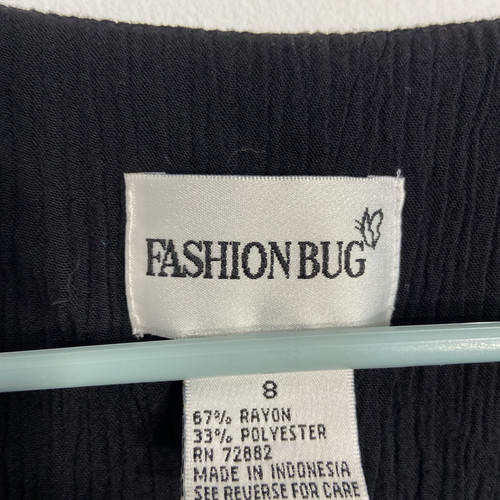 FASHION BUG
8
67% RAYON
33% POLYESTER
RN 72882
MADE IN INDONESIA
SEE REVERSE FOR CARE